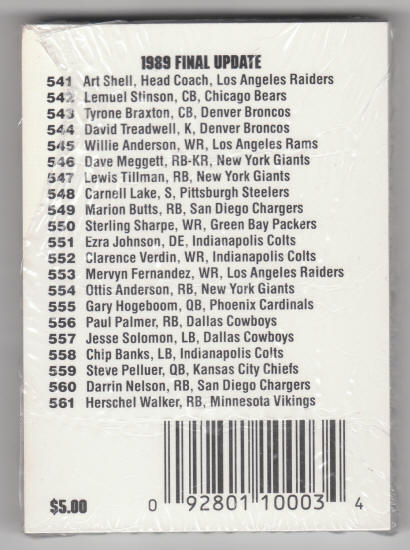 1989 FINAL UPDATE
541 Art Shell, Head Coach, Los Angeles Raiders
542 Lemuel Stinson, CB, Chicago Bears
543 Tyrone Braxton, CB, Denver Broncos
544 David Treadwell, K, Denver Broncos
545 Willie Anderson, WR, Los Angeles Rams
546 Dave Meggett, RB-KR, New York Giants
547 Lewis Tillman, RB, New York Giants
548 Carnell Lake, S, Pittsburgh Steelers
549 Marion Butts, RB, San Diego Chargers
550 Sterling Sharpe, WR, Green Bay Packers
551 Ezra Johnson, DE, Indianapolis Colts
552 Clarence Verdin, WR, Indianapolis Colts
553 Mervyn Fernandez, WR, Los Angeles Raiders
554 Ottis Anderson, RB, New York Giants
555 Gary Hogeboom, QB, Phoenix Cardinals
556 Paul Palmer, RB, Dallas Cowboys
557 Jesse Solomon, LB, Dallas Cowboys
558 Chip Banks, LB, Indianapolis Colts
559 Steve Pelluer, QB, Kansas City Chiefs
560 Darrin Nelson, RB, San Diego Chargers
561 Herschel Walker, RB, Minnesota Vikings
$5.00 0 92801 10003 4